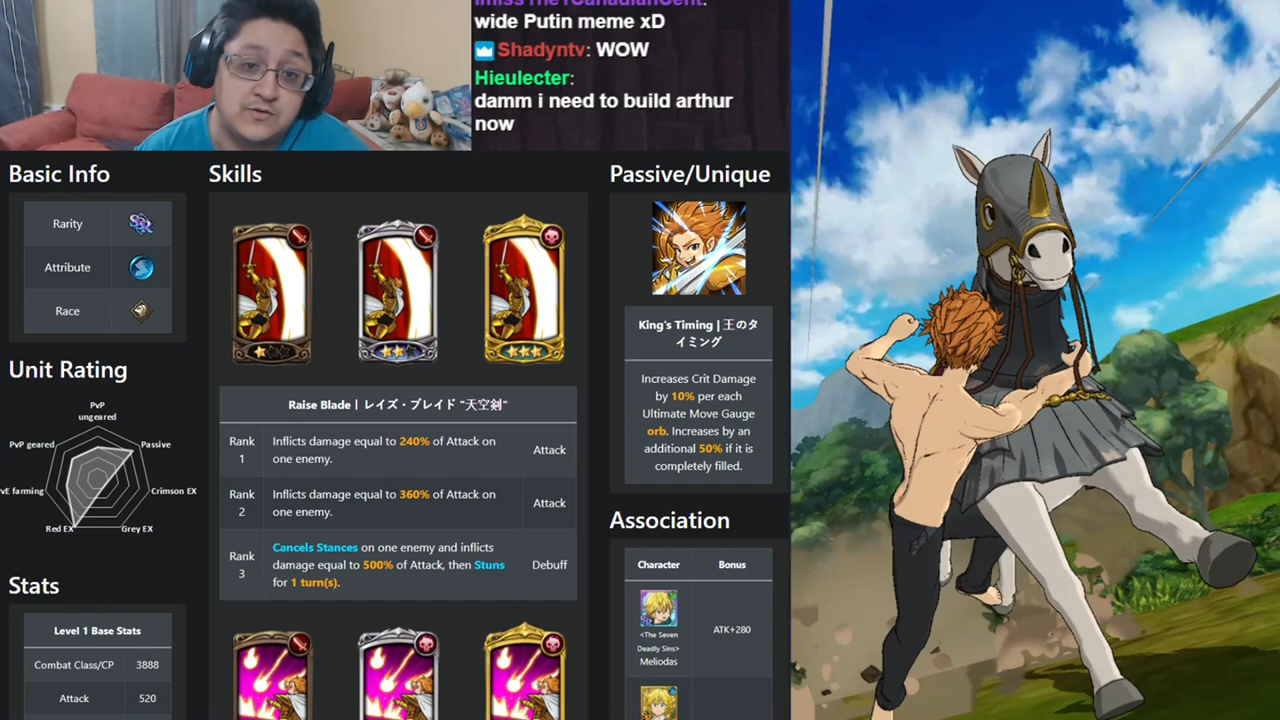 ImissTheTCanadianCent:
wide Putin meme xD
Shadyntv: WOW
Hieulecter:
damm i need to build arthur
now
Basic Info
Rarity
Attribute
Race
Unit Rating
PvP
ungeared
PvP geared
Passive
vE farming
Crimson EX
Red EX
Grey EX
Stats
Level 1 Base Stats
Combat Class/CP 3888
Attack 520
Skills
Raise Blade | レイズ・ブレイド "天空剣"
Rank
1
Inflicts damage equal to 240% of Attack on
one enemy.
Attack
Rank
2
Inflicts damage equal to 360% of Attack on
one enemy.
Attack
Rank
3
Cancels Stances on one enemy and inflicts
damage equal to 500% of Attack, then Stuns
for 1 turn(s).
Debuff
Passive/Unique
King's Timing | 王のタ
イミング
Increases Crit Damage
by 10% per each
Ultimate Move Gauge
orb. Increases by an
additional 50% if it is
completely filled.
Association
Character Bonus
<The Seven
Deadly Sins>
Meliodas
ATK+280